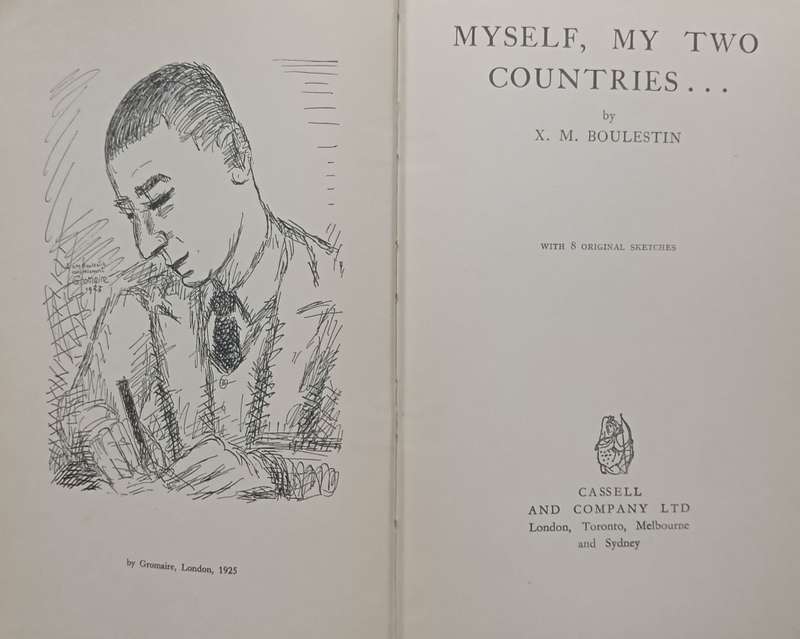 Gromaire
by Gromaire, London, 1925
MYSELF, MY TWO
COUNTRIES...
by
X. M. BOULESTIN
WITH 8 ORIGINAL SKETCHES
CASSELL
AND COMPANY LTD
London, Toronto, Melbourne
and Sydney